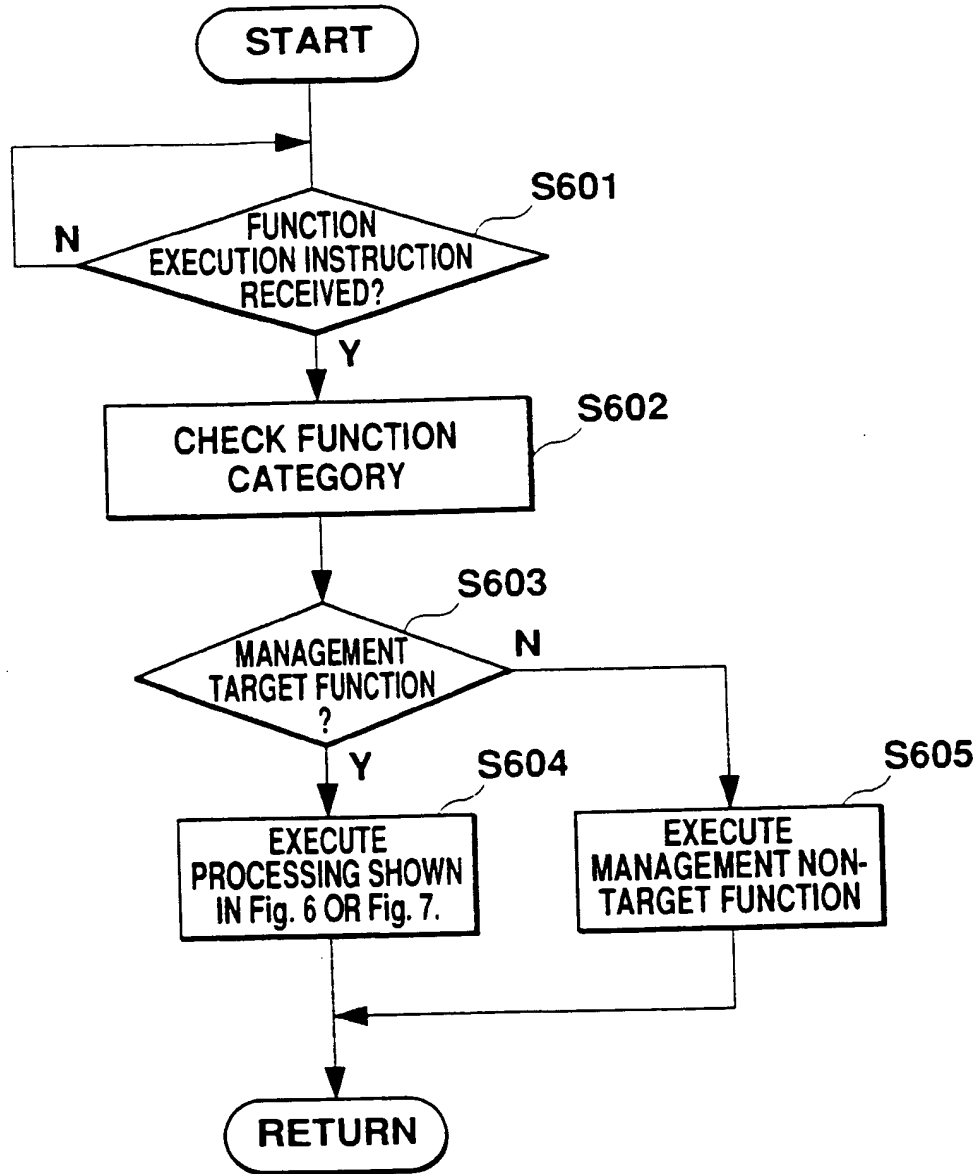 START
S601
FUNCTION
EXECUTION INSTRUCTION
RECEIVED?
N
Y
S602
CHECK FUNCTION
CATEGORY
S603
MANAGEMENT
TARGET FUNCTION
?
N
Y
S604
EXECUTE
PROCESSING SHOWN
IN Fig. 6 OR Fig. 7.
S605
EXECUTE
MANAGEMENT NON-
TARGET FUNCTION
RETURN